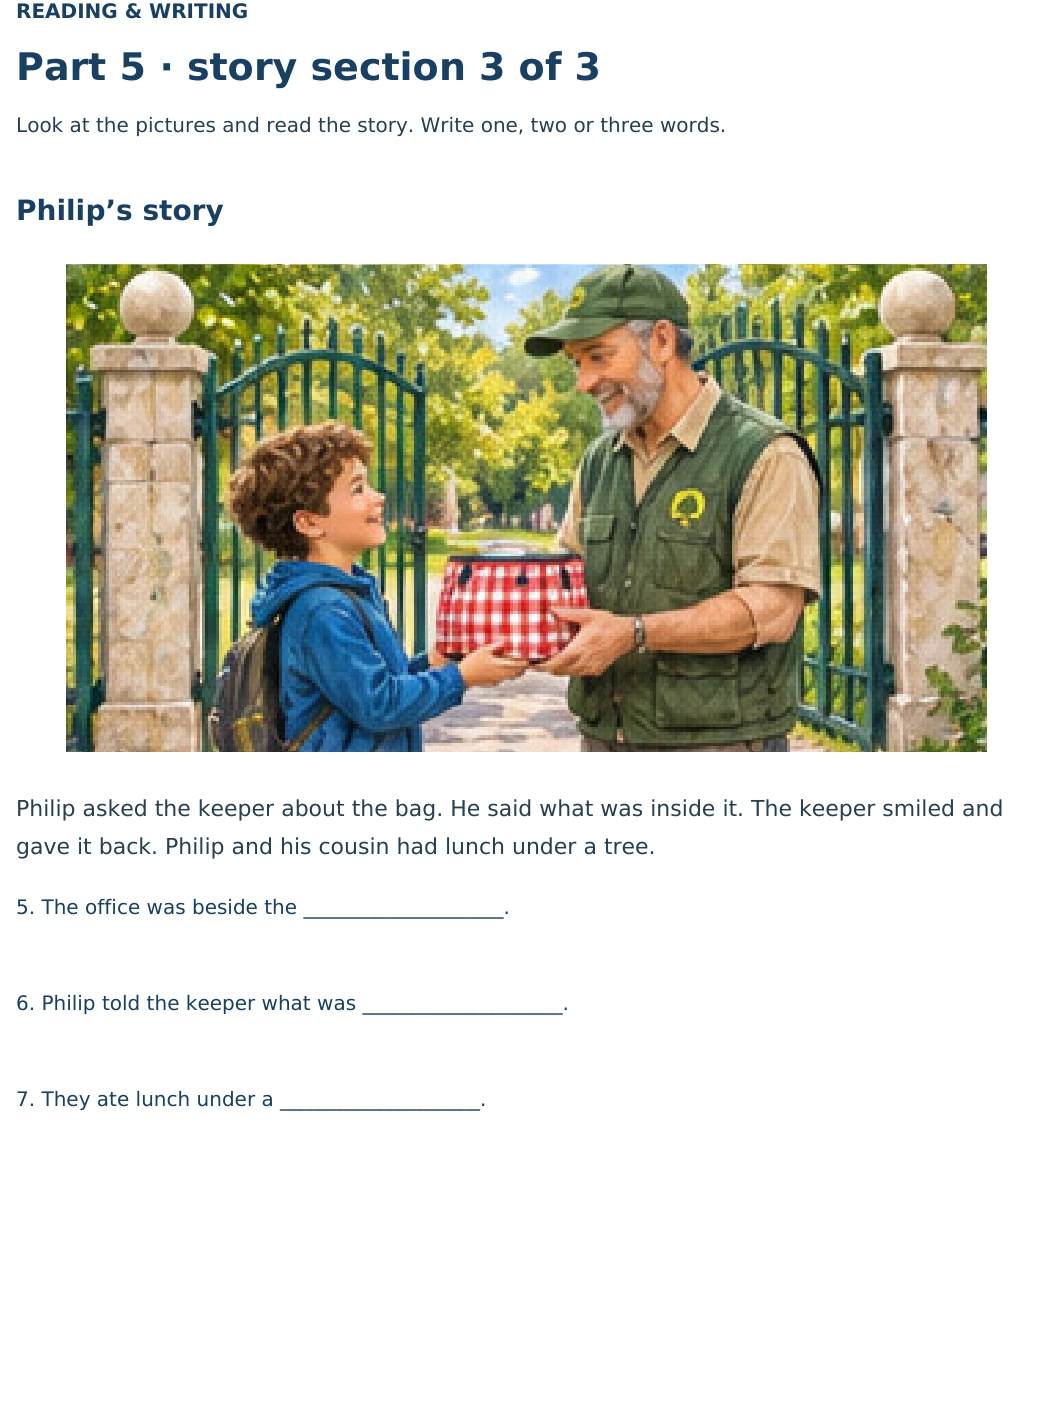 READING & WRITING
Part 5 · story section 3 of 3
Look at the pictures and read the story. Write one, two or three words.
Philip’s story
Philip asked the keeper about the bag. He said what was inside it. The keeper smiled and
gave it back. Philip and his cousin had lunch under a tree.
5. The office was beside the ____________________.
6. Philip told the keeper what was ____________________.
7. They ate lunch under a ____________________.